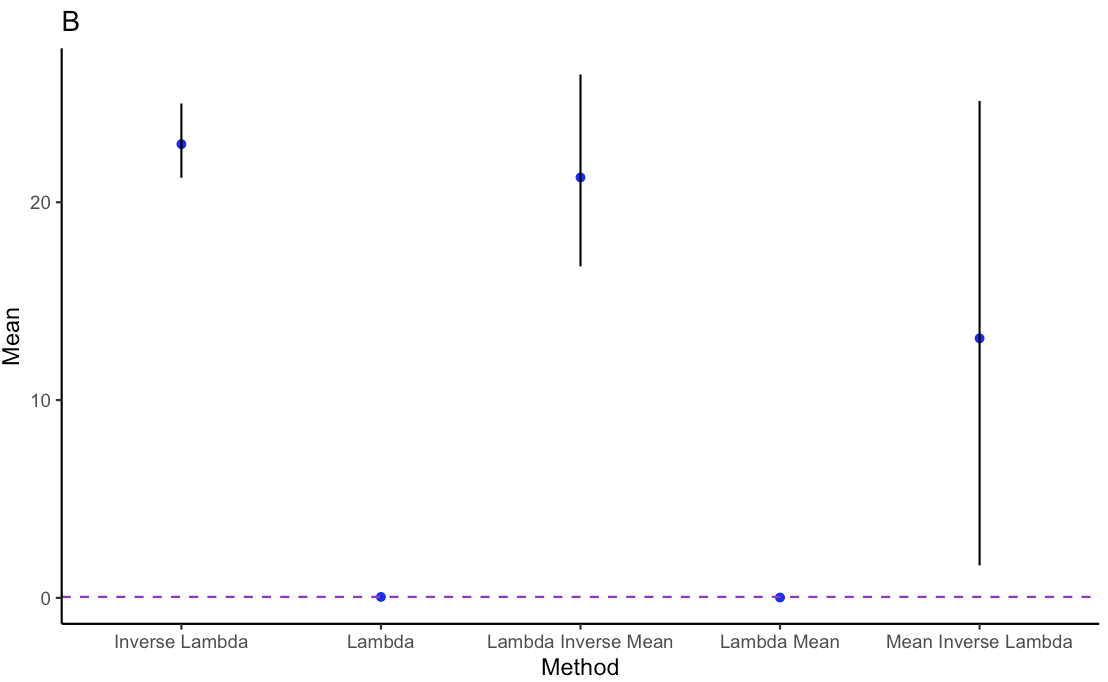 B
Mean
20
10
0
Inverse Lambda
Lambda
Lambda Inverse Mean
Lambda Mean
Mean Inverse Lambda
Method